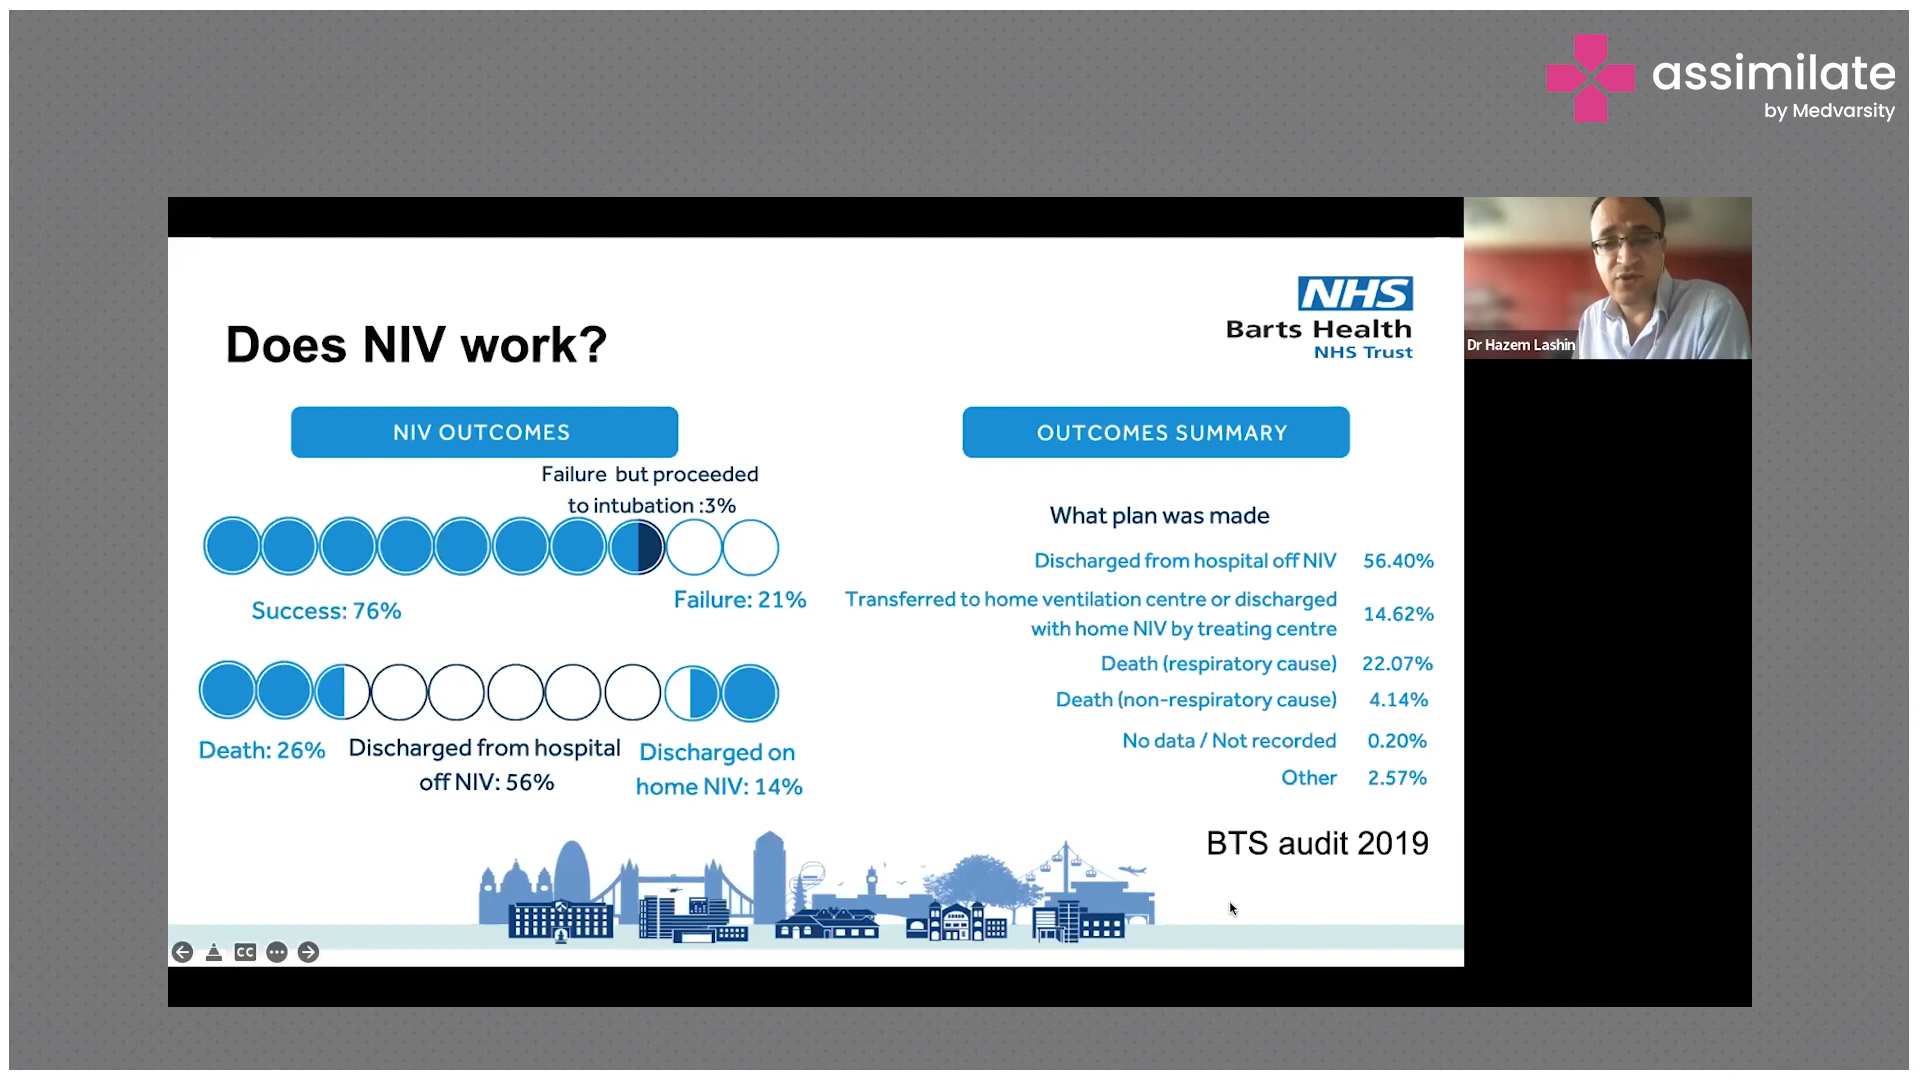 assimilate
by Medvarsity
Dr Hazem Lashin
NHS
Barts Health
NHS Trust
Does NIV work?
NIV OUTCOMES
Failure but proceeded
to intubation :3%
Success: 76%
Failure: 21%
Death: 26%
Discharged from hospital
off NIV: 56%
Discharged on
home NIV: 14%
OUTCOMES SUMMARY
What plan was made
Discharged from hospital off NIV 56.40%
Transferred to home ventilation centre or discharged
with home NIV by treating centre 14.62%
Death (respiratory cause) 22.07%
Death (non-respiratory cause) 4.14%
No data / Not recorded 0.20%
Other 2.57%
BTS audit 2019
CC